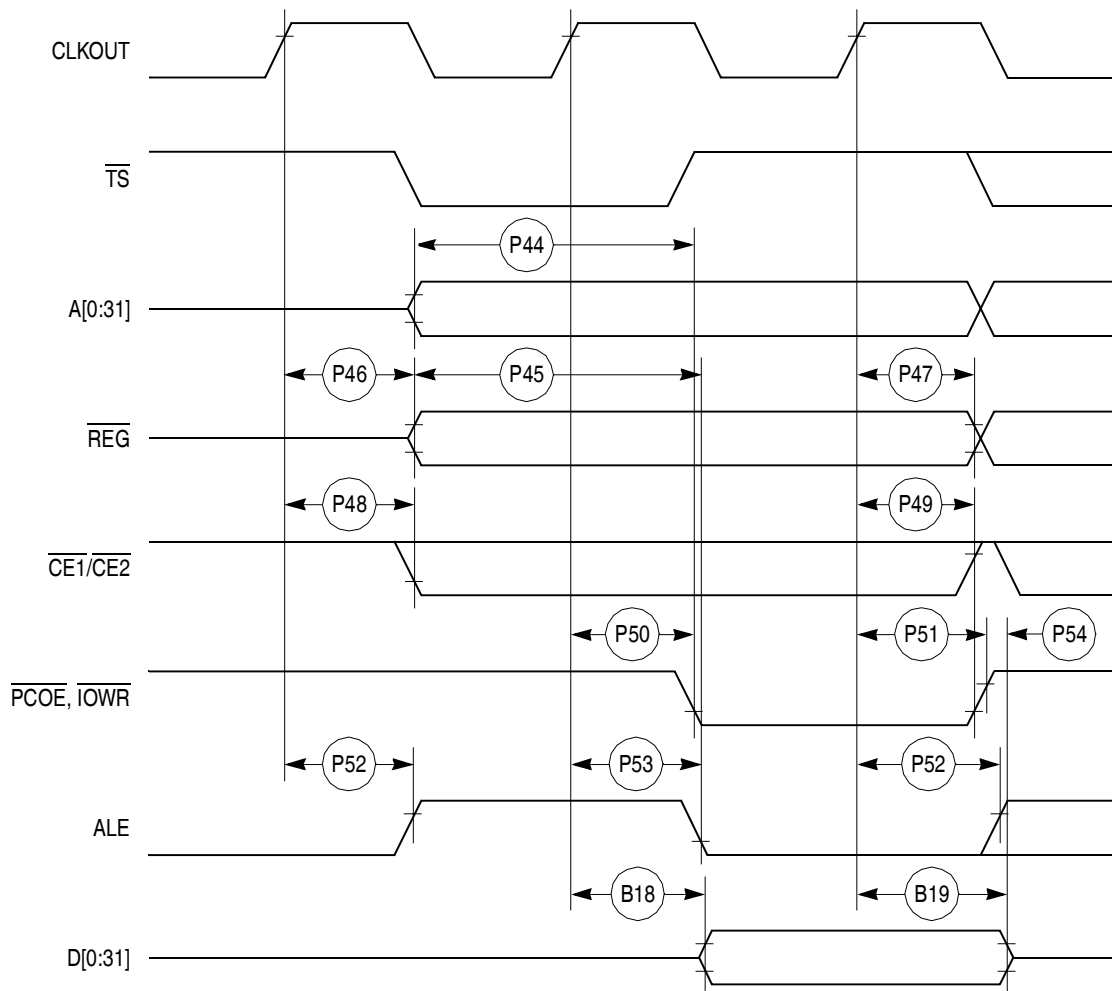 CLKOUT
TS
P44
A[0:31]
P46 P45 P47
REG
P48 P49
CE1/CE2
P50 P51 P54
PCOE, IOWR
P52 P53 P52
ALE
B18 B19
D[0:31]